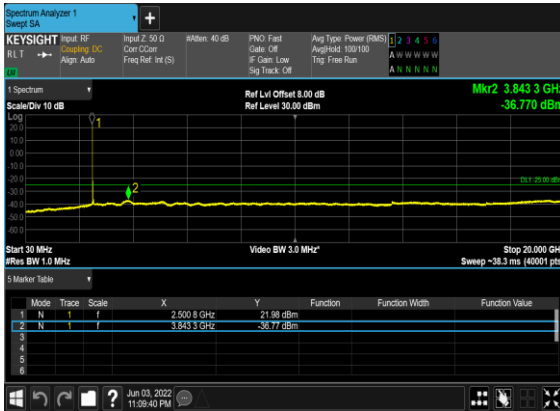 Spectrum Analyzer 1
Swept SA
KEYSIGHT
RLT
Input: RF
Coupling: DC
Align: Auto
Input Z: 50 Ω
Corr CCorr
Freq Ref: Int (S)
#Atten: 40 dB
PNO: Fast
Gate: Off
IF Gain: Low
Sig Track: Off
Avg Type: Power (RMS)
Avg|Hold: 100/100
Trig: Free Run
1 2 3 4 5 6
A W W W W W
A N N N N N
1 Spectrum
Scale/Div 10 dB
Ref Lvl Offset 8.00 dB
Ref Level 30.00 dBm
Mkr2 3.843 3 GHz
-36.770 dBm
Log
20.0
10.0
0.00
-10.0
-20.0
-30.0
-40.0
-50.0
-60.0
1
2
DL1 -25.00 dBm
Start 30 MHz
#Res BW 1.0 MHz
Video BW 3.0 MHz*
Stop 20.000 GHz
Sweep ~38.3 ms (40001 pts)
5 Marker Table
Mode Trace Scale X Y Function Function Width Function Value
1 N 1 f 2.500 8 GHz 21.98 dBm
2 N 1 f 3.843 3 GHz -36.77 dBm
3
4
5
6
?
Jun 03, 2022
11:09:40 PM